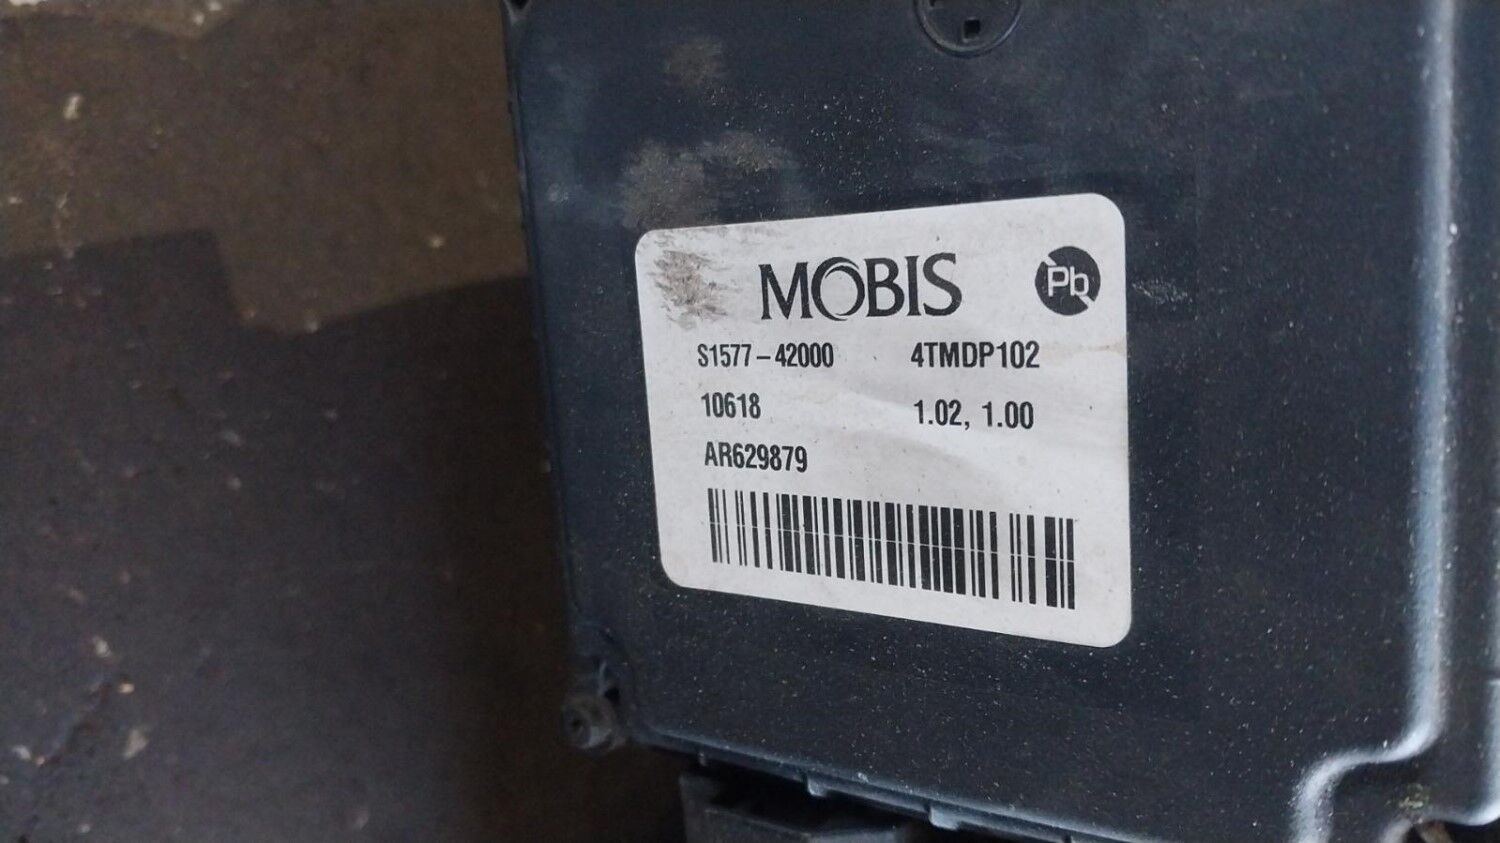 MOBIS
Pb
S1577-42000 4TMDP102
10618 1.02, 1.00
AR629879